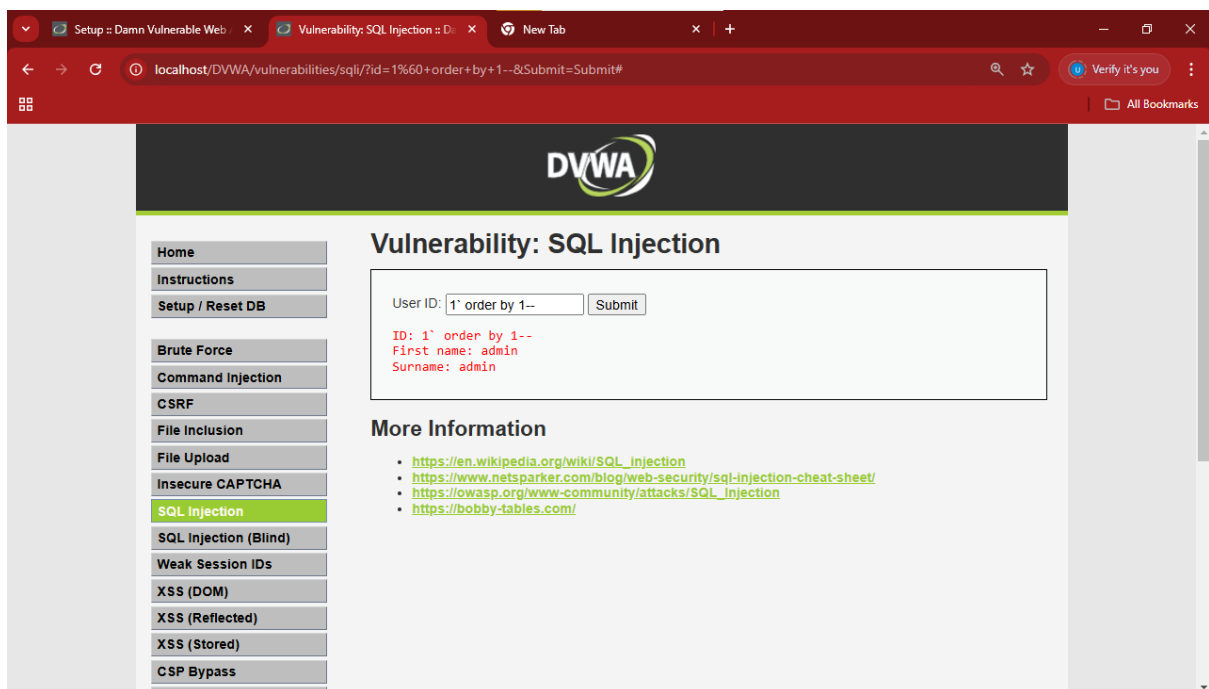 Setup :: Damn Vulnerable Web A
Vulnerability: SQL Injection :: Da
New Tab
localhost/DVWA/vulnerabilities/sqli/?id=1%60+order+by+1--&Submit=Submit#
U
Verify it's you
All Bookmarks
DVWA
Home
Instructions
Setup / Reset DB
Brute Force
Command Injection
CSRF
File Inclusion
File Upload
Insecure CAPTCHA
SQL Injection
SQL Injection (Blind)
Weak Session IDs
XSS (DOM)
XSS (Reflected)
XSS (Stored)
CSP Bypass
Vulnerability: SQL Injection
User ID: 1` order by 1-- Submit
ID: 1` order by 1--
First name: admin
Surname: admin
More Information
https://en.wikipedia.org/wiki/SQL_injection
https://www.netsparker.com/blog/web-security/sql-injection-cheat-sheet/
https://owasp.org/www-community/attacks/SQL_Injection
https://bobby-tables.com/